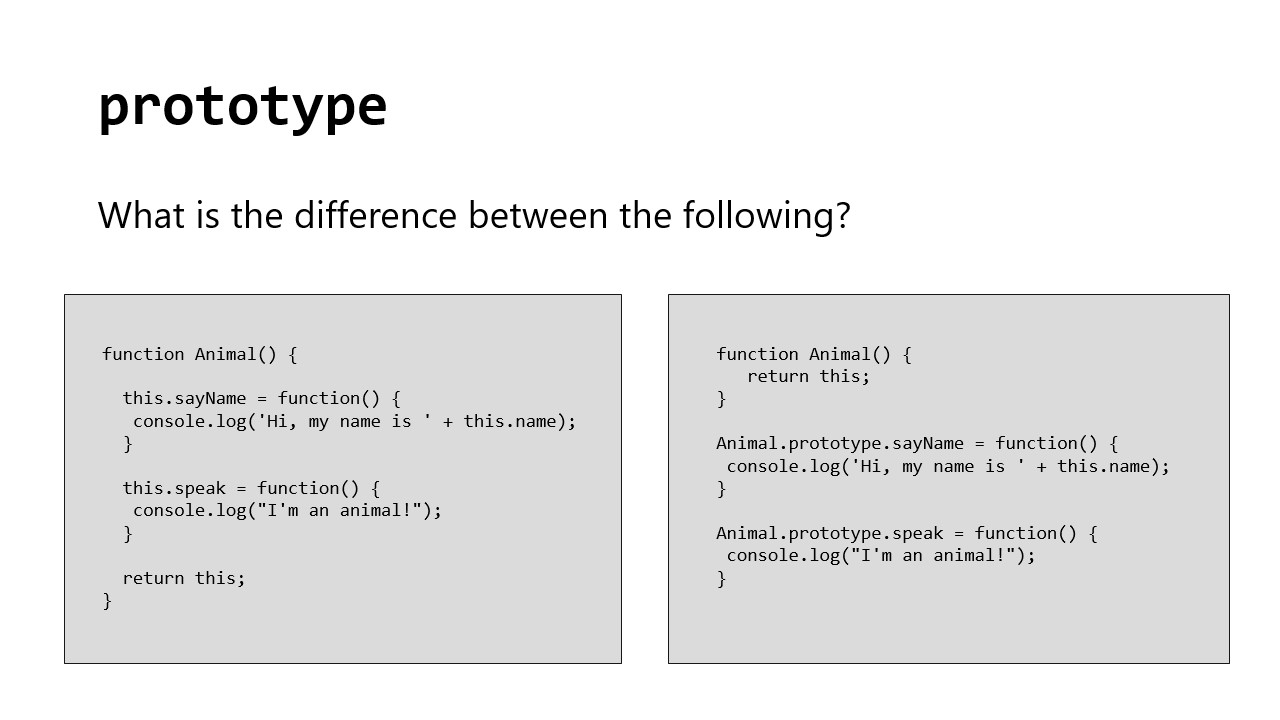 prototype
What is the difference between the following?
function Animal() {
this.sayName = function() {
console.log('Hi, my name is ' + this.name);
}
this.speak = function() {
console.log("I'm an animal!");
}
return this;
}
function Animal() {
return this;
}
Animal.prototype.sayName = function() {
console.log('Hi, my name is ' + this.name);
}
Animal.prototype.speak = function() {
console.log("I'm an animal!");
}